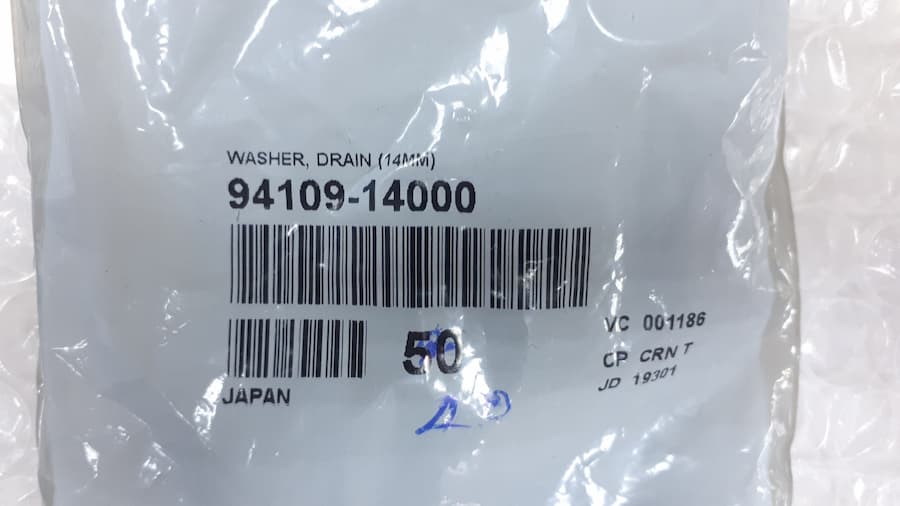 WASHER, DRAIN (14MM)
94109-14000
50
VC 001186
CP CRN T
JD 19301
JAPAN